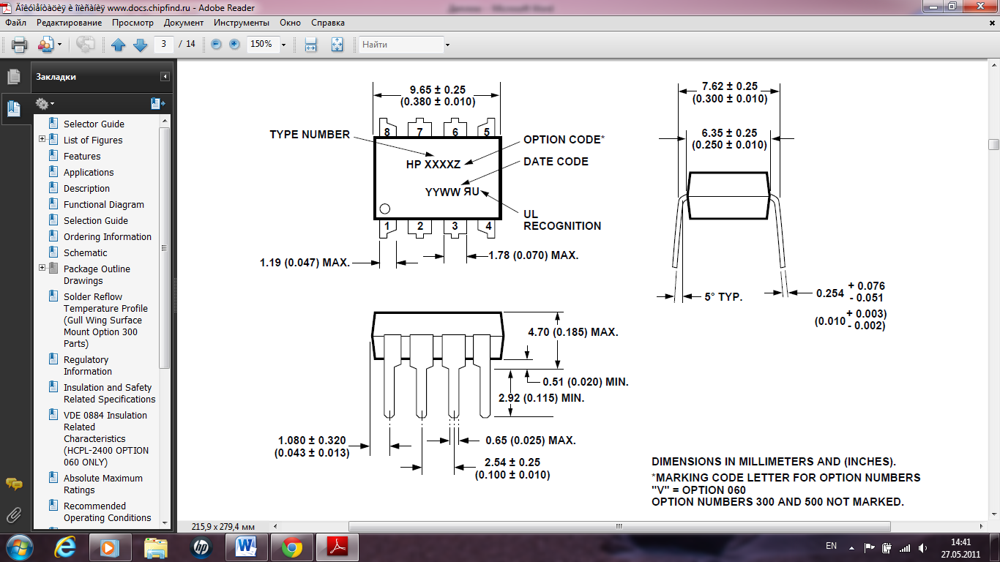 Äîêóìåíòàöèÿ è îïèñàíèÿ www.docs.chipfind.ru - Adobe Reader
Файл Редактирование Просмотр Документ Инструменты Окно Справка
3 / 14 150% Найти
Закладки
Selector Guide
List of Figures
Features
Applications
Description
Functional Diagram
Selection Guide
Ordering Information
Schematic
Package Outline
Drawings
Solder Reflow
Temperature Profile
(Gull Wing Surface
Mount Option 300
Parts)
Regulatory
Information
Insulation and Safety
Related Specifications
VDE 0884 Insulation
Related
Characteristics
(HCPL-2400 OPTION
060 ONLY)
Absolute Maximum
Ratings
Recommended
Operating Conditions
9.65 ± 0.25
(0.380 ± 0.010)
8 7 6 5
TYPE NUMBER
OPTION CODE*
HP XXXXZ
DATE CODE
YYWW RU
UL
RECOGNITION
1 2 3 4
1.19 (0.047) MAX.
1.78 (0.070) MAX.
7.62 ± 0.25
(0.300 ± 0.010)
6.35 ± 0.25
(0.250 ± 0.010)
5° TYP.
0.254 + 0.076
- 0.051
(0.010 + 0.003)
- 0.002)
4.70 (0.185) MAX.
0.51 (0.020) MIN.
2.92 (0.115) MIN.
1.080 ± 0.320
(0.043 ± 0.013)
0.65 (0.025) MAX.
2.54 ± 0.25
(0.100 ± 0.010)
DIMENSIONS IN MILLIMETERS AND (INCHES).
*MARKING CODE LETTER FOR OPTION NUMBERS
"V" = OPTION 060
OPTION NUMBERS 300 AND 500 NOT MARKED.
215,9 x 279,4 мм
hp
EN
14:41
27.05.2011